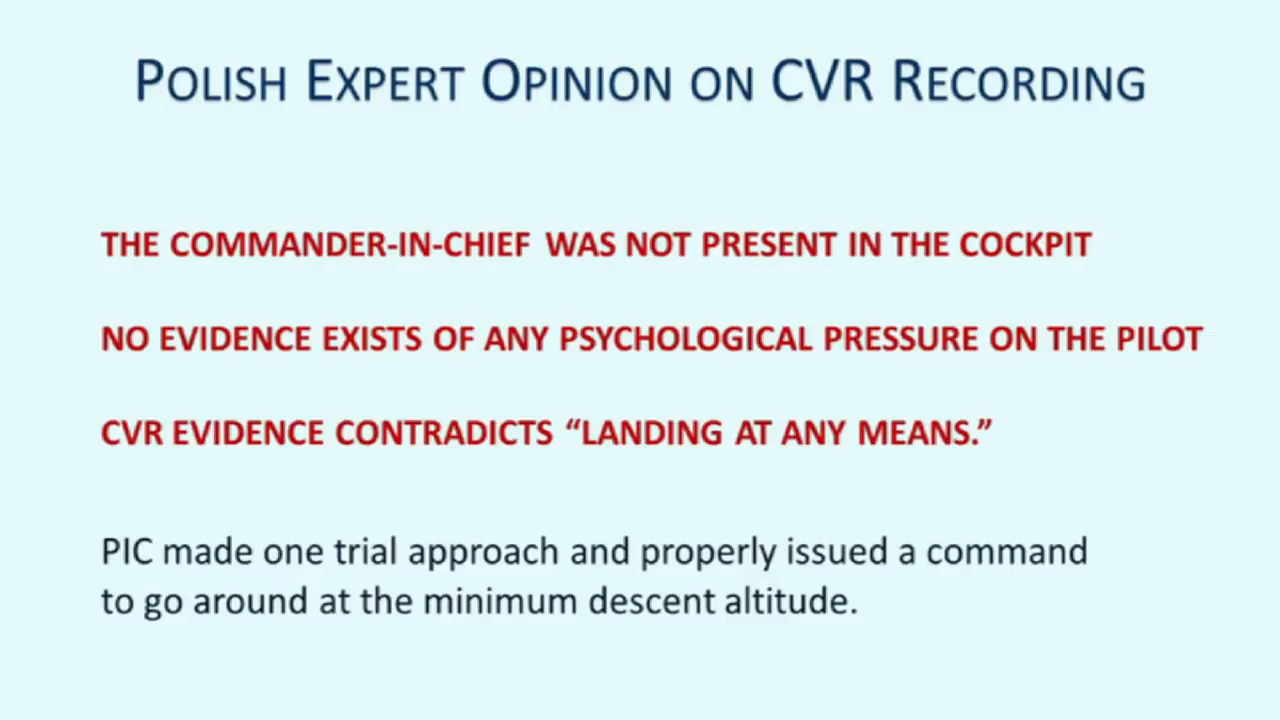 POLISH EXPERT OPINION ON CVR RECORDING
THE COMMANDER-IN-CHIEF WAS NOT PRESENT IN THE COCKPIT
NO EVIDENCE EXISTS OF ANY PSYCHOLOGICAL PRESSURE ON THE PILOT
CVR EVIDENCE CONTRADICTS “LANDING AT ANY MEANS.”
PIC made one trial approach and properly issued a command
to go around at the minimum descent altitude.